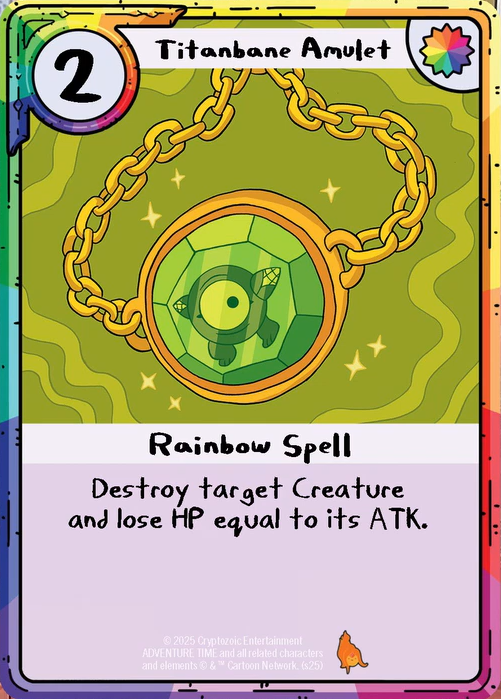 2
Titanbane Amulet
Rainbow Spell
Destroy target Creature
and lose HP equal to its ATK.
© 2025 Cryptozoic Entertainment
ADVENTURE TIME and all related characters
and elements © & ™ Cartoon Network. (s25)